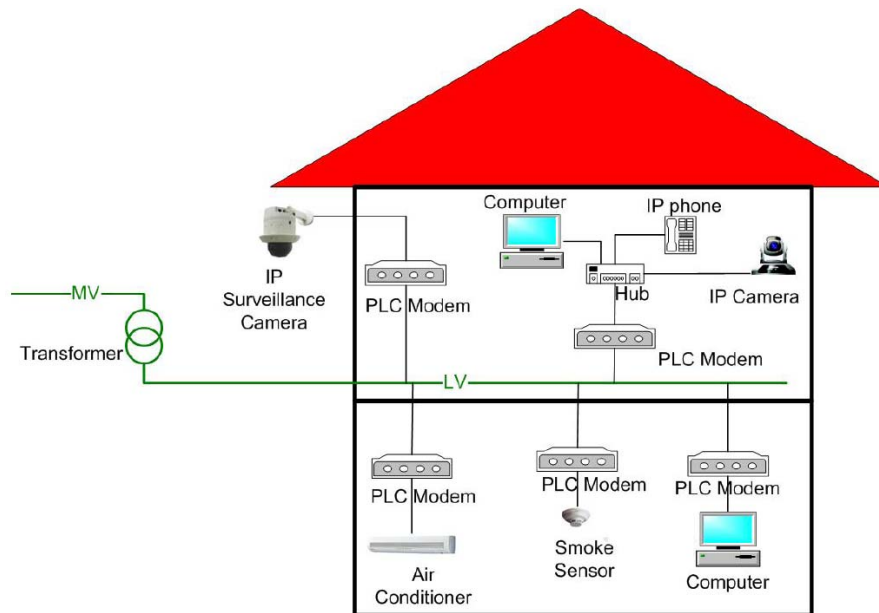 Computer
IP phone
IP
Surveillance
Camera
PLC Modem
Hub
IP Camera
MV
Transformer
PLC Modem
LV
PLC Modem
PLC Modem
PLC Modem
Air
Conditioner
Smoke
Sensor
Computer